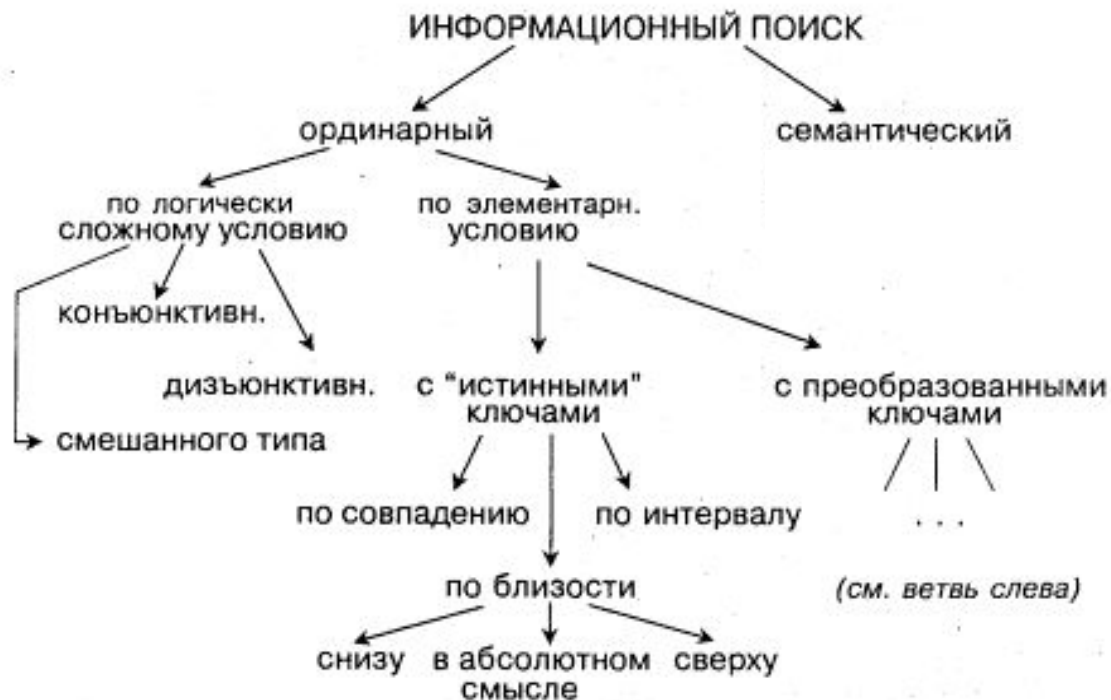 ИНФОРМАЦИОННЫЙ ПОИСК
ординарный
семантический
по логически
сложному условию
по элементарн.
условию
конъюнктивн.
дизъюнктивн.
смешанного типа
с "истинными"
ключами
с преобразованными
ключами
по совпадению
по интервалу
. . .
по близости
(см. ветвь слева)
снизу
в абсолютном
смысле
сверху